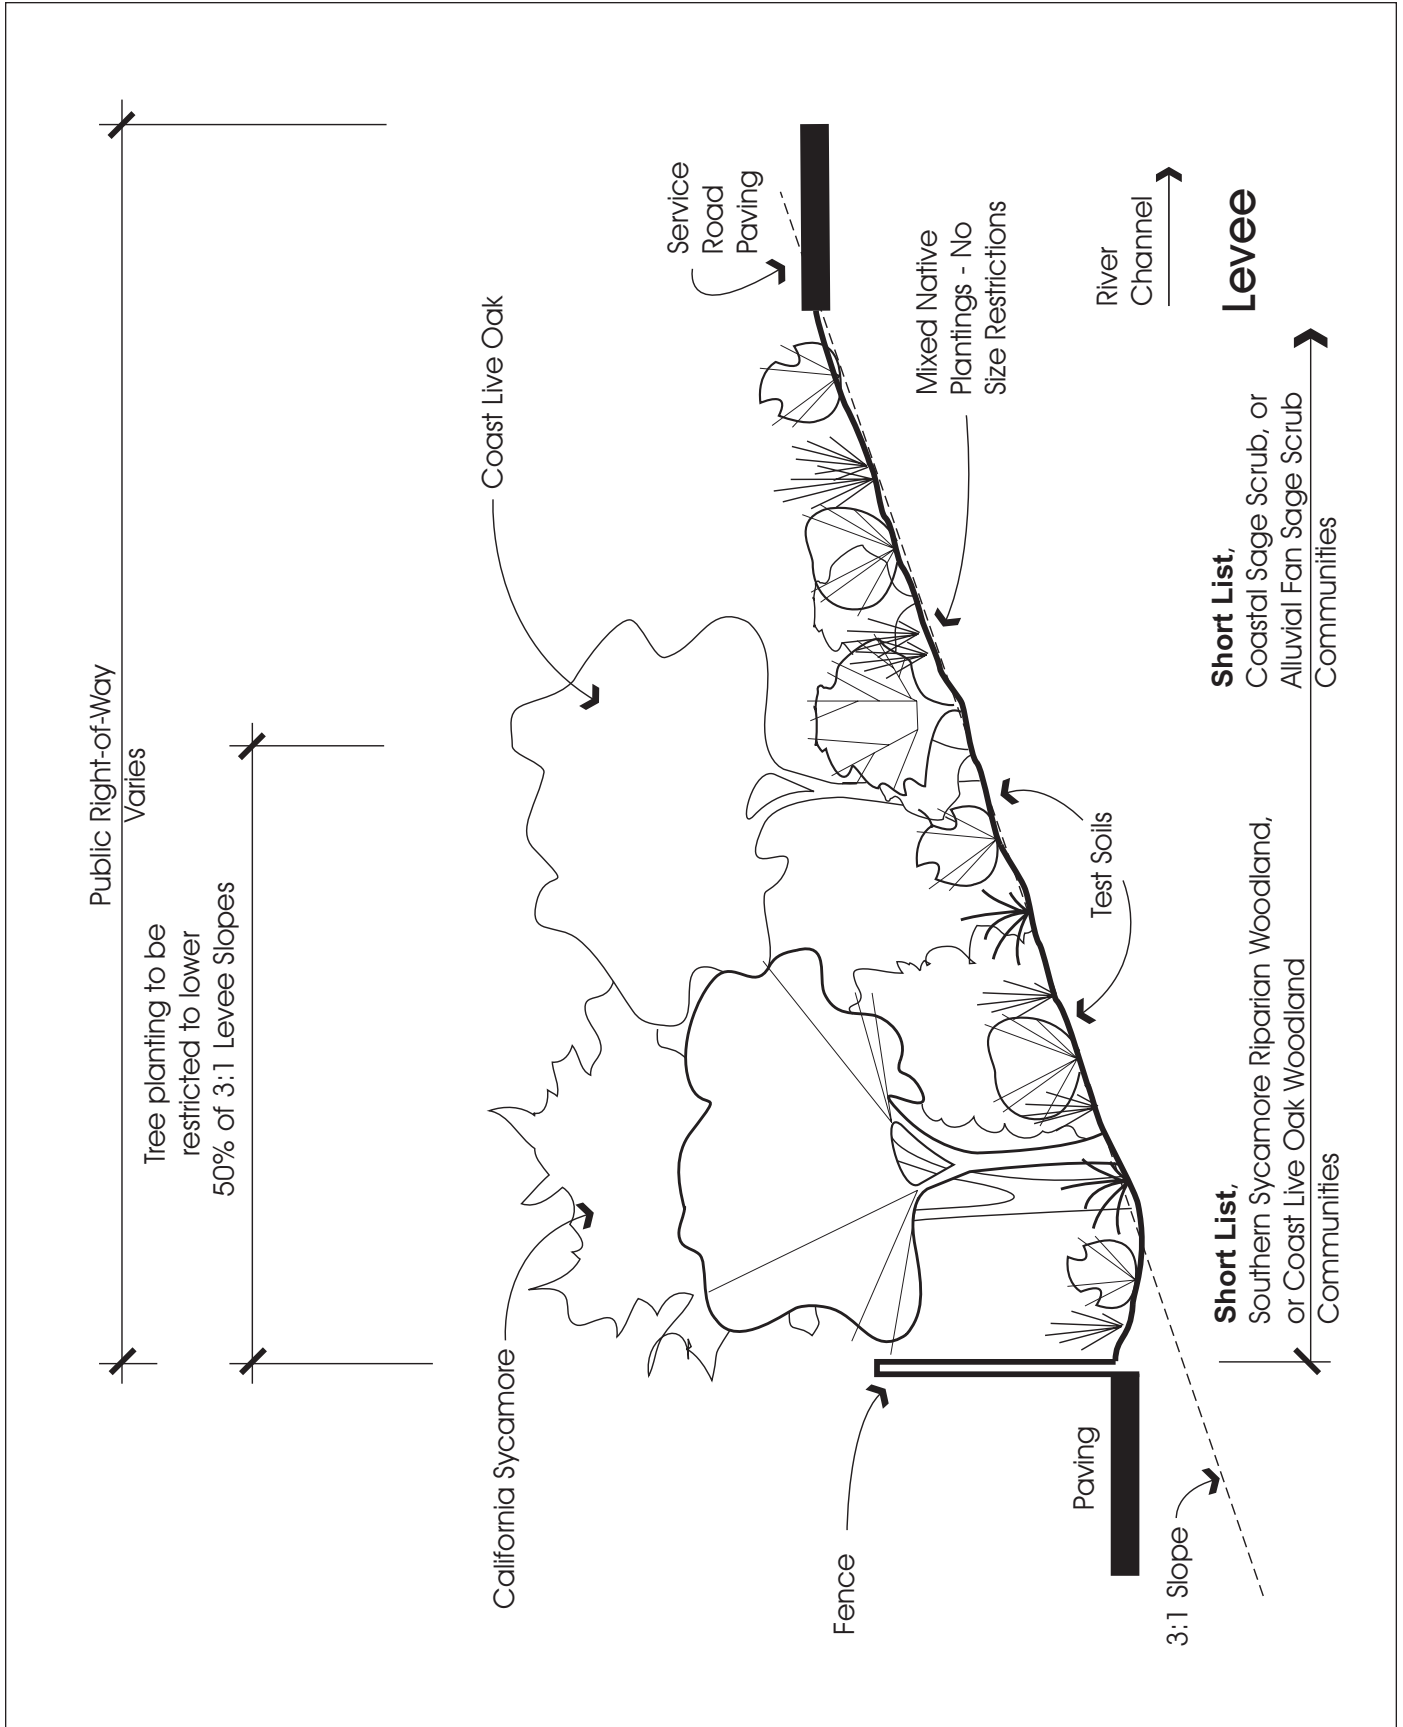 Public Right-of-Way
Varies
Tree planting to be
restricted to lower
50% of 3:1 Levee Slopes
California Sycamore
Coast Live Oak
Service
Road
Paving
Fence
Mixed Native
Plantings - No
Size Restrictions
Paving
Test Soils
River
Channel
3:1 Slope
Short List,
Southern Sycamore Riparian Woodland,
or Coast Live Oak Woodland
Communities
Short List,
Coastal Sage Scrub, or
Alluvial Fan Sage Scrub
Communities
Levee